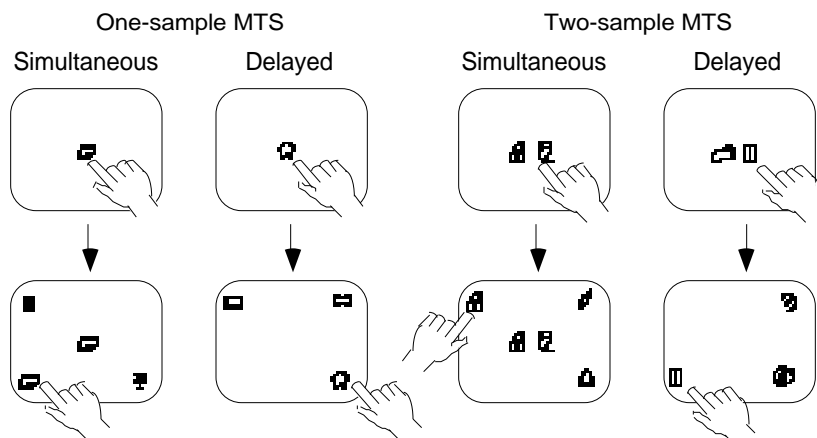 One-sample MTS
Two-sample MTS
Simultaneous
Delayed
Simultaneous
Delayed